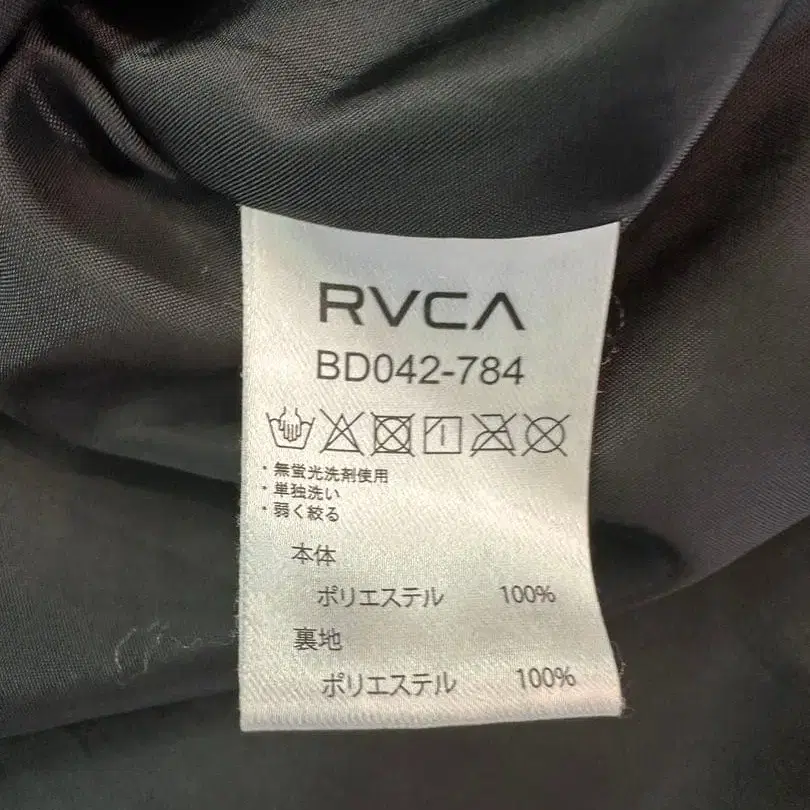 RVCA
BD042-784
・無蛍光洗剤使用
・単独洗い
・弱く絞る
本体
ポリエステル 100%
裏地
ポリエステル 100%